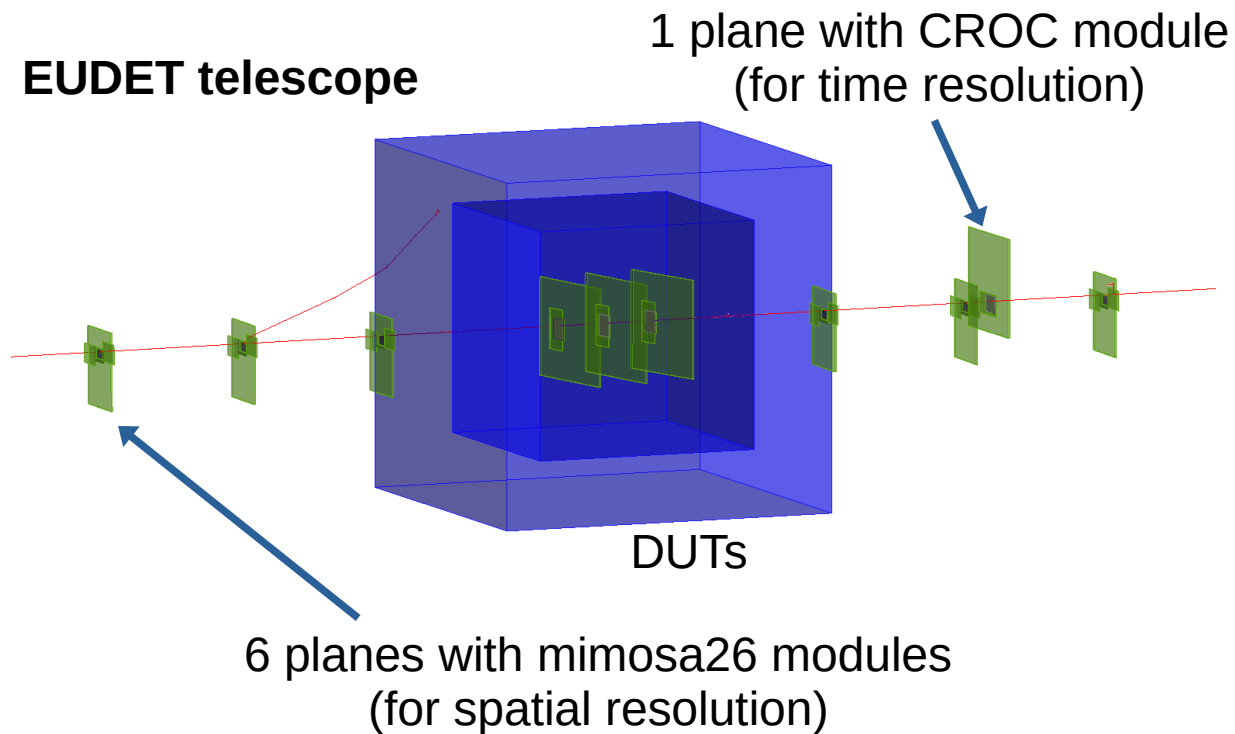 EUDET telescope
1 plane with CROC module
(for time resolution)
DUTs
6 planes with mimosa26 modules
(for spatial resolution)